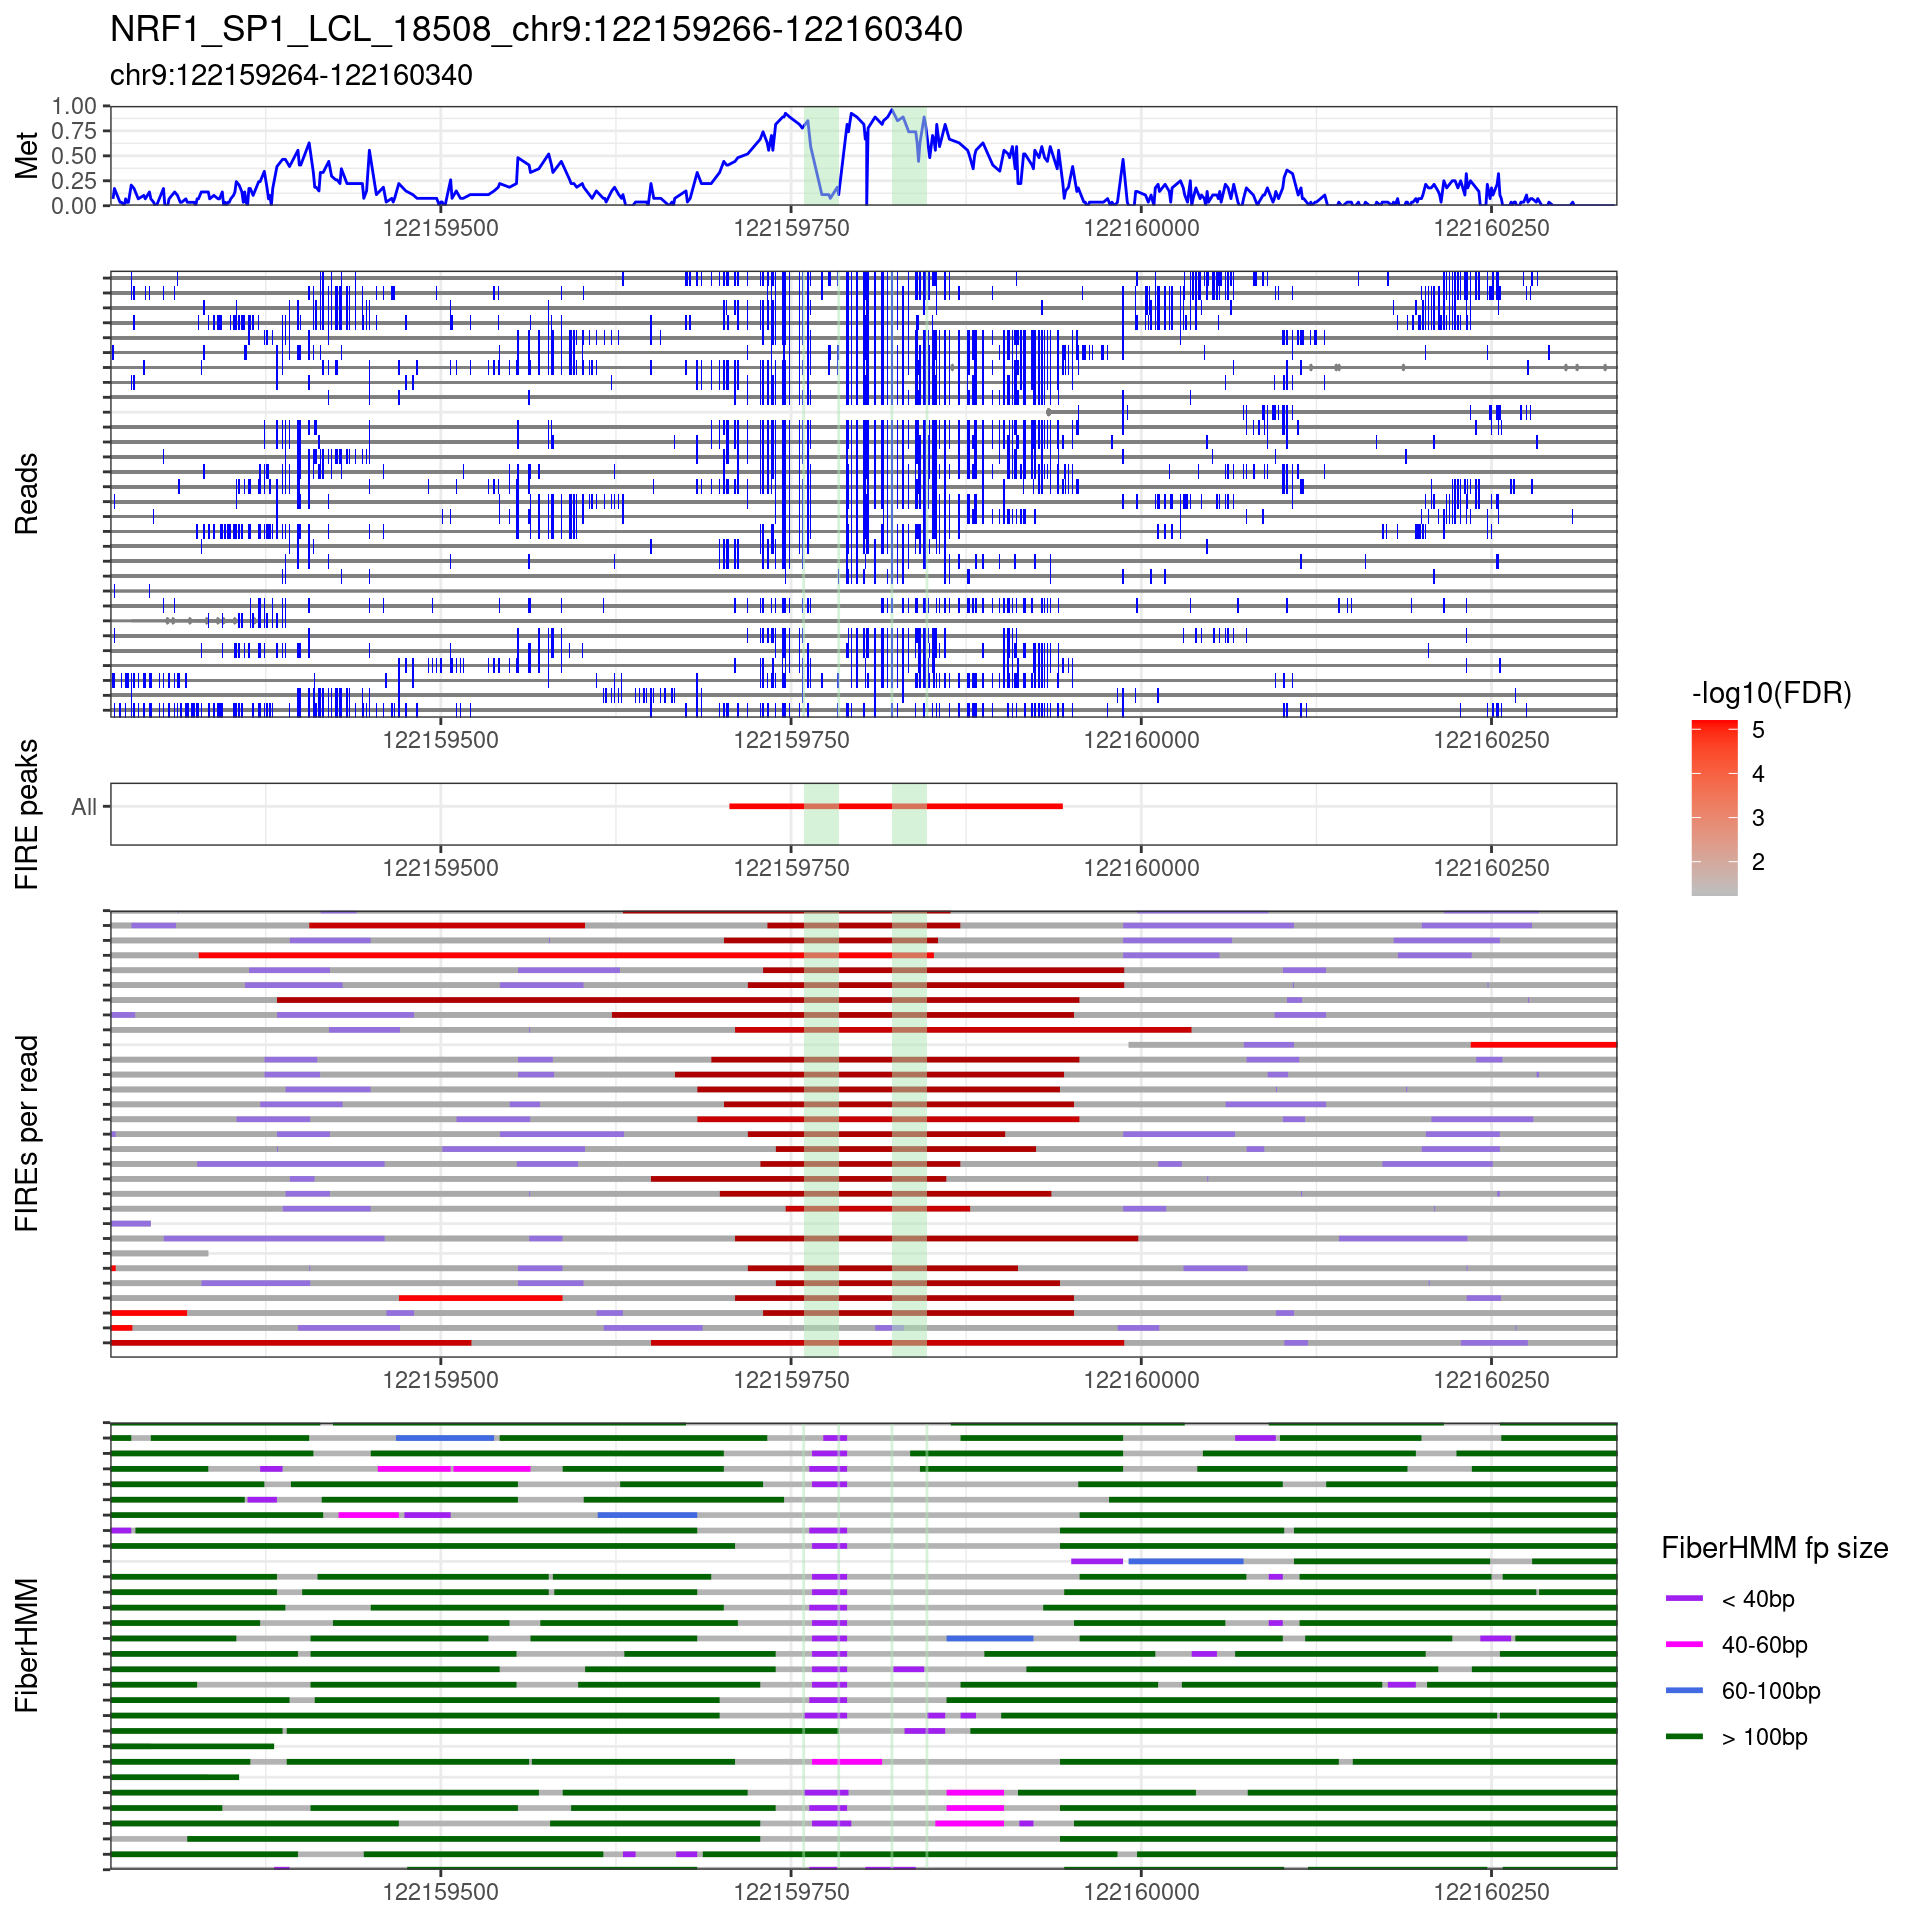 NRF1_SP1_LCL_18508_chr9:122159266-122160340
chr9:122159264-122160340
Met
1.00
0.75
0.50
0.25
0.00
122159500 122159750 122160000 122160250
Reads
122159500 122159750 122160000 122160250
FIRE peaks
All
122159500 122159750 122160000 122160250
-log10(FDR)
5
4
3
2
FIREs per read
122159500 122159750 122160000 122160250
FiberHMM
122159500 122159750 122160000 122160250
FiberHMM fp size
< 40bp
40-60bp
60-100bp
> 100bp